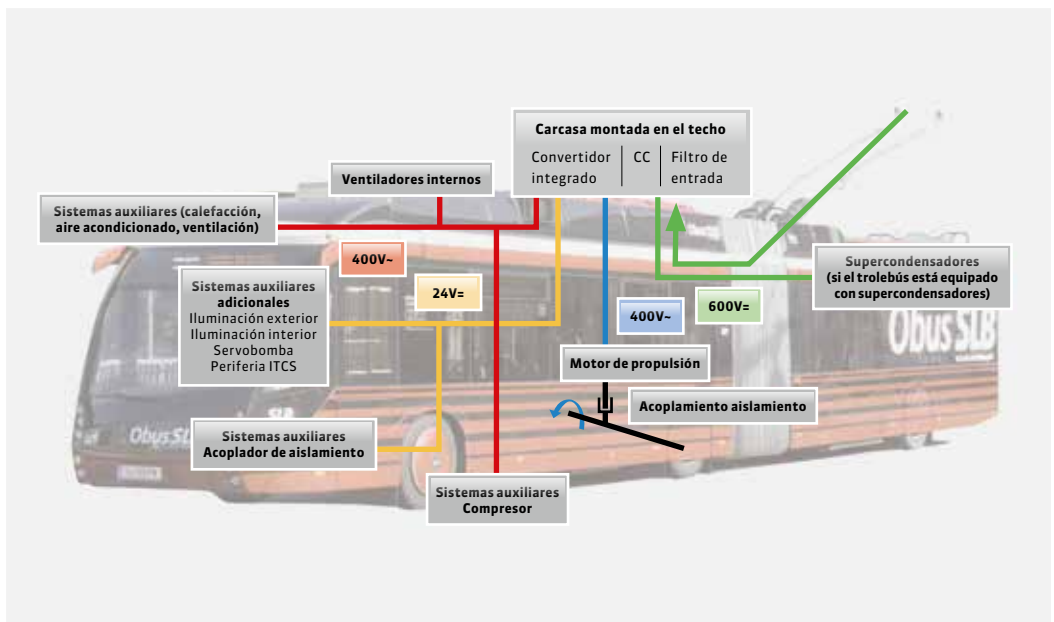 Carcasa montada en el techo
Convertidor integrado
CC
Filtro de entrada
Ventiladores internos
Sistemas auxiliares (calefacción,
aire acondicionado, ventilación)
400V~
24V=
Sistemas auxiliares
adicionales
Iluminación exterior
Iluminación interior
Servobomba
Periferia ITCS
Supercondensadores
(si el trolebús está equipado
con supercondensadores)
400V~
600V=
Obus SLB
Motor de propulsión
Acoplamiento aislamiento
SLB
Obus SL
Sistemas auxiliares
Acoplador de aislamiento
Sistemas auxiliares
Compresor